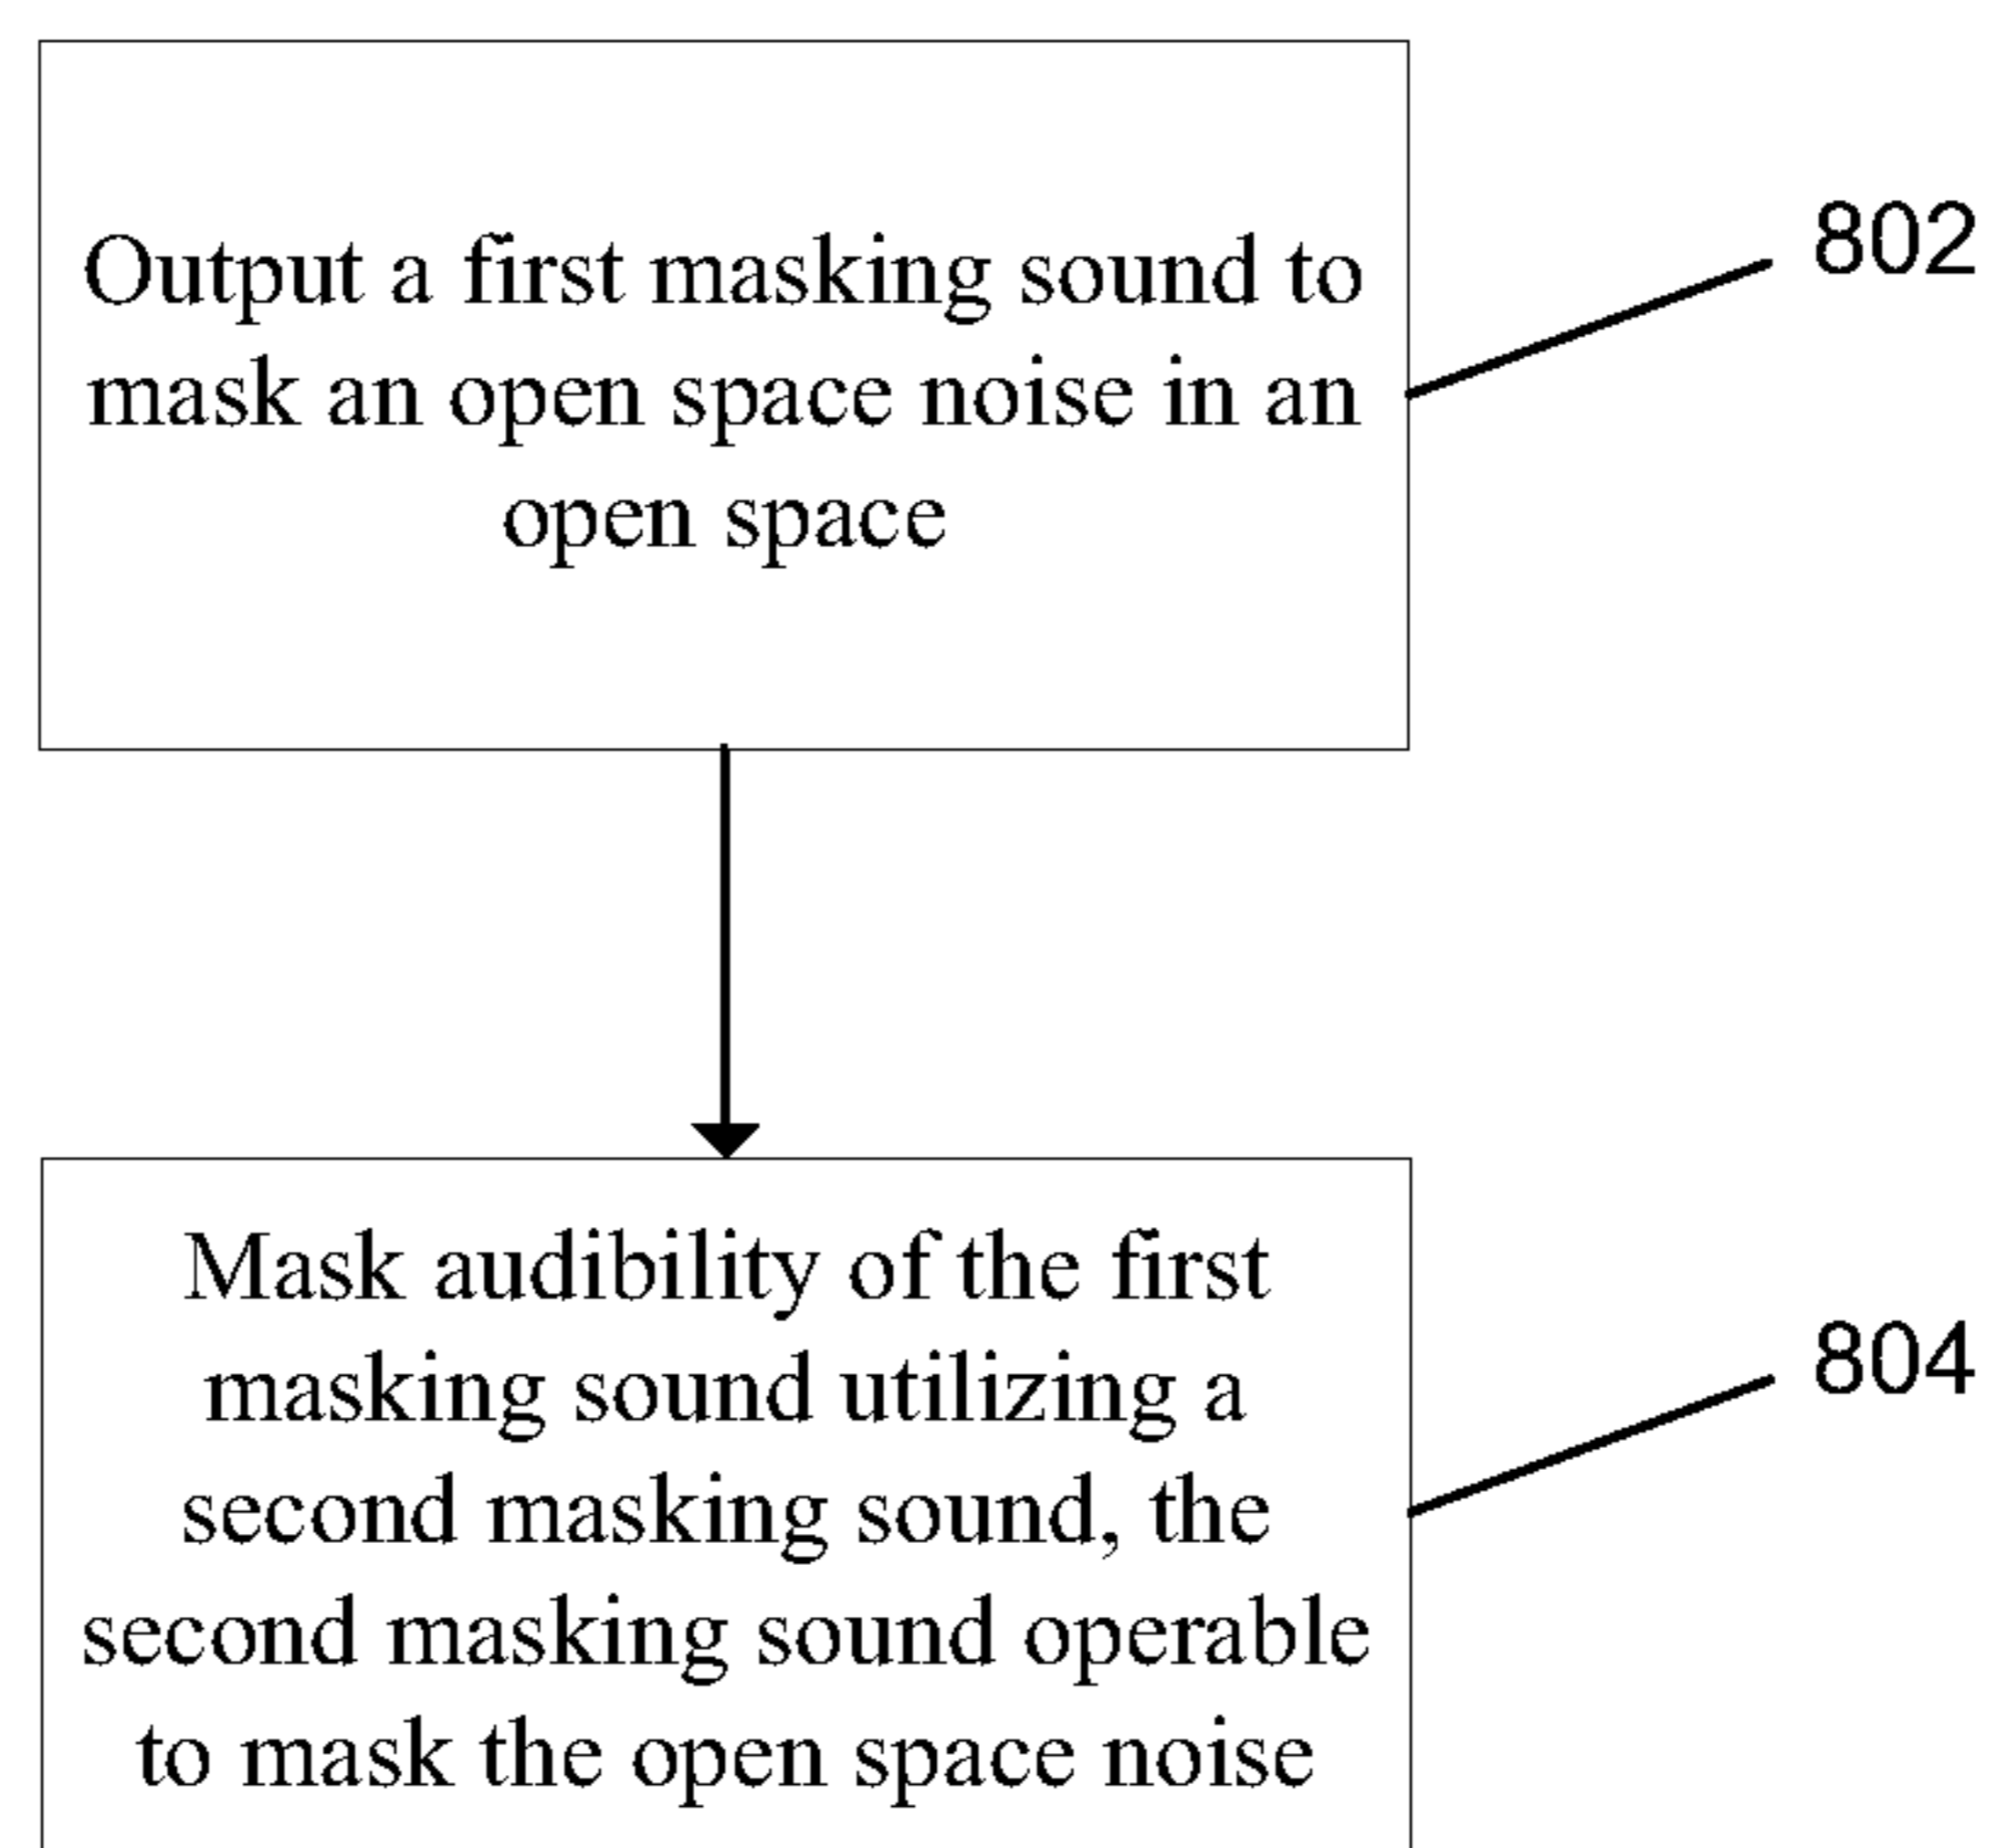 Output a first masking sound to
mask an open space noise in an
open space
802
Mask audibility of the first
masking sound utilizing a
second masking sound, the
second masking sound operable
to mask the open space noise
804